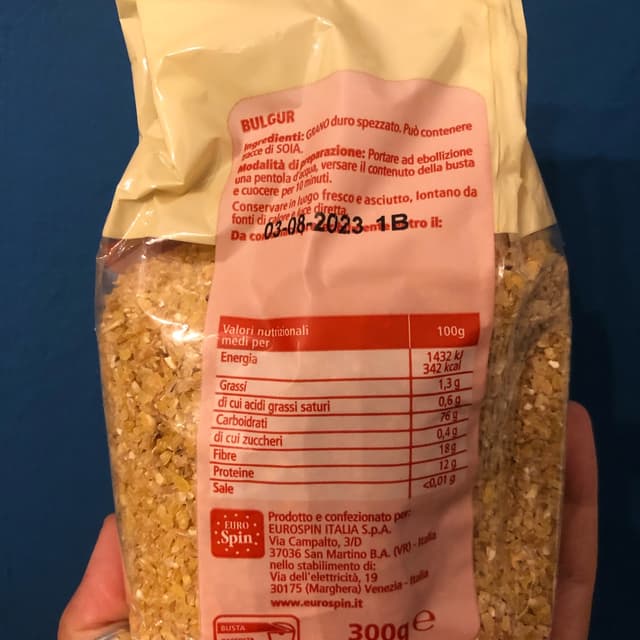 BULGUR
Ingredienti: GRANO duro spezzato. Può contenere
tracce di SOIA.
Modalità di preparazione: Portare ad ebollizione
una pentola d'acqua, versare il contenuto della busta
e cuocere per 10 minuti.
Conservare in luogo fresco e asciutto, lontano da
fonti di calore e luce diretta
03-08-2023 1B
Da entro il:
Valori nutrizionali
medi per 100g
Energia 1432 kJ
342 kcal
Grassi 1,3 g
di cui acidi grassi saturi 0,6 g
Carboidrati 76 g
di cui zuccheri 0,4 g
Fibre 18 g
Proteine 12 g
Sale <0,01 g
EURO
Spin
Prodotto e confezionato per:
EUROSPIN ITALIA S.p.A.
Via Campalto, 3/D
37036 San Martino B.A. (VR) - Italia
nello stabilimento di:
Via dell'elettricità, 19
30175 (Marghera) Venezia - Italia
www.eurospin.it
BUSTA
300g e